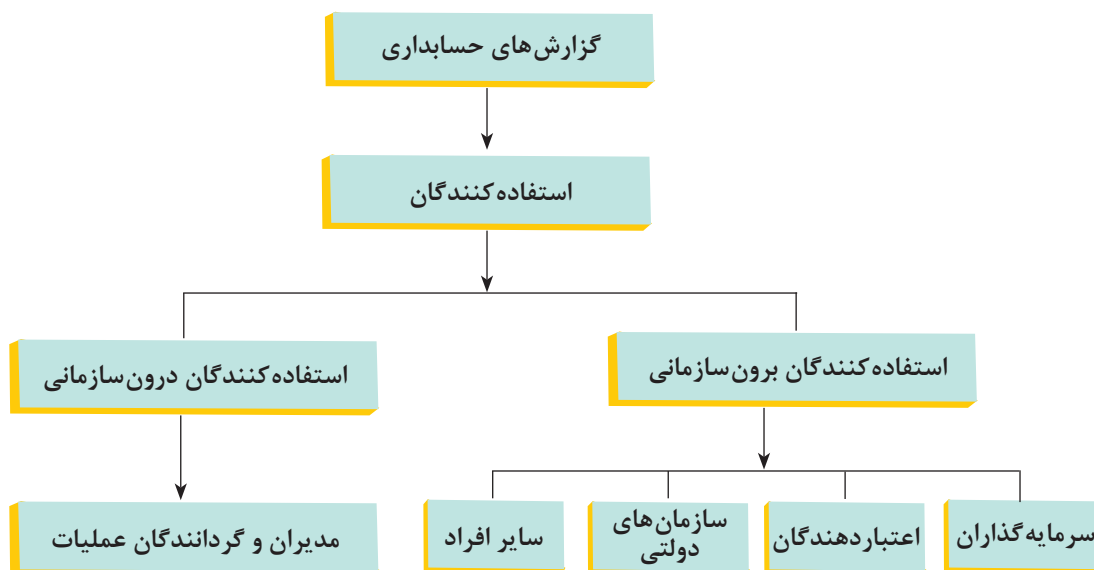 گزارش‌های حسابداری
استفاده‌کنندگان
استفاده‌کنندگان برون‌سازمانی
استفاده‌کنندگان درون‌سازمانی
سرمایه‌گذاران
اعتباردهندگان
سازمان‌های
دولتی
سایر افراد
مدیران و گردانندگان عملیات